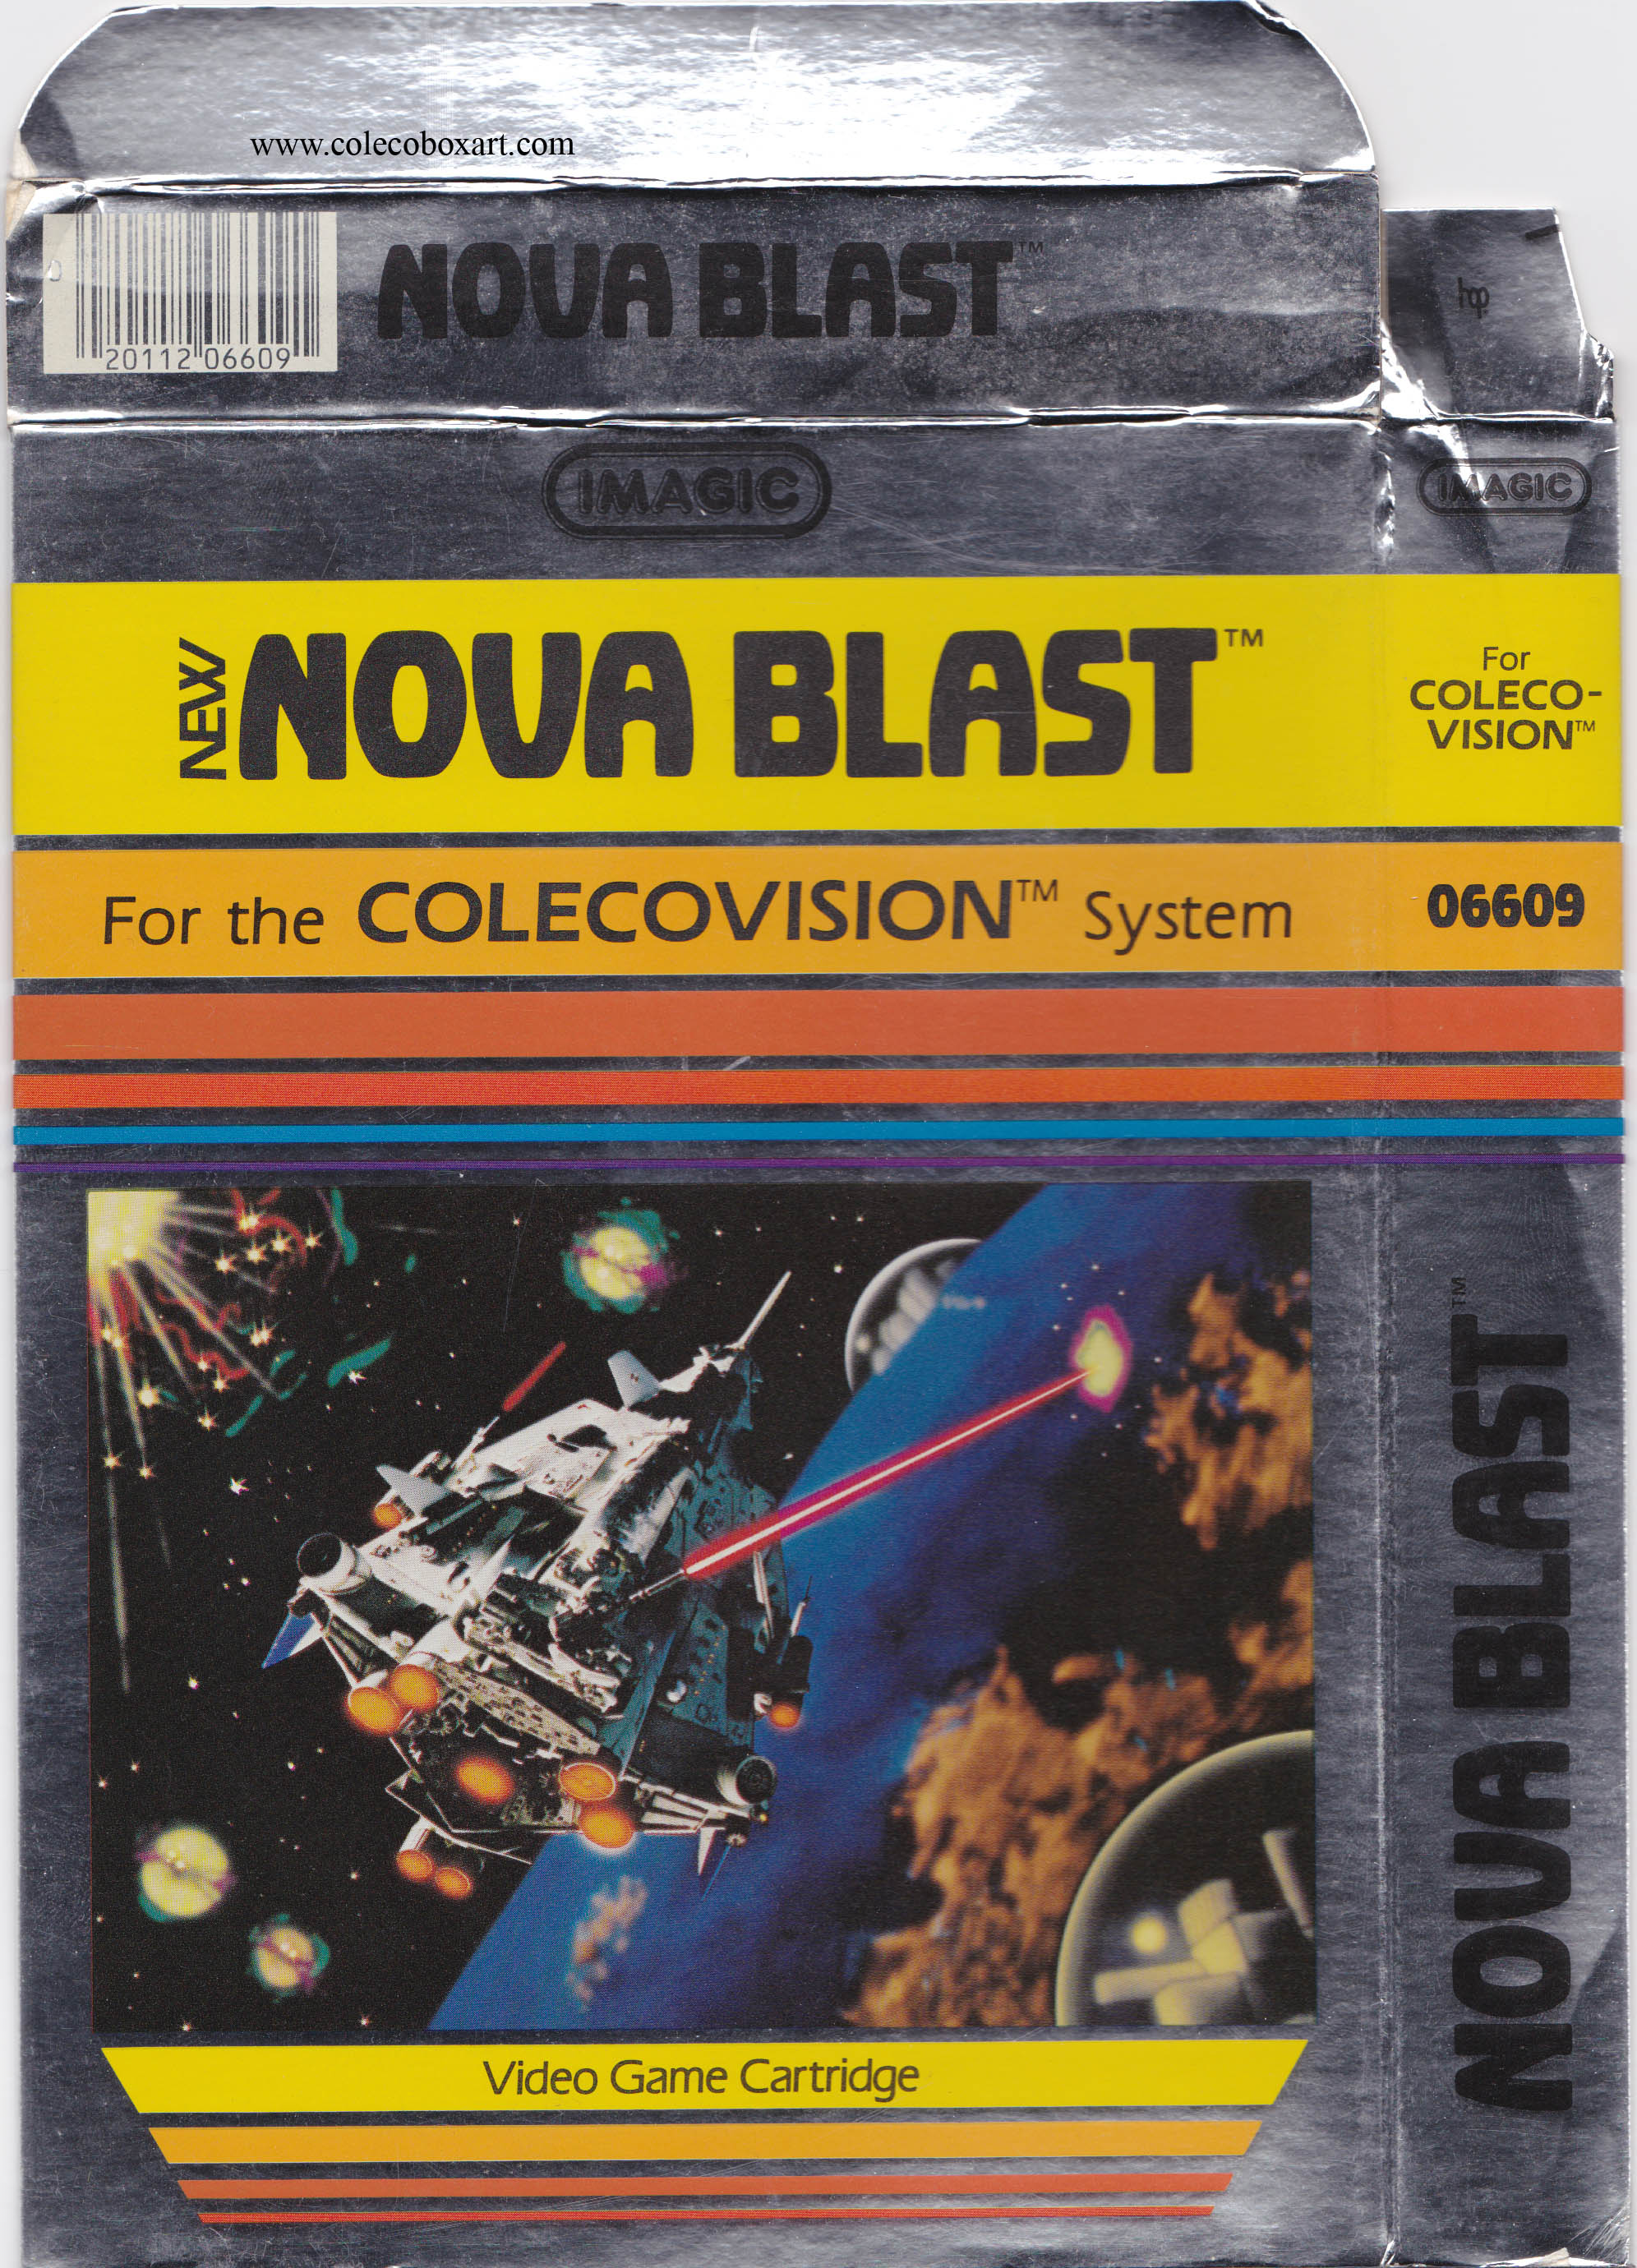 www.colecoboxart.com
20112 06609
NOVA BLAST™
hop
IMAGIC
IMAGIC
NEW
NOVA BLAST™
For
COLECO-
VISION™
For the COLECOVISION™ System
06609
NOVA BLAST™
Video Game Cartridge